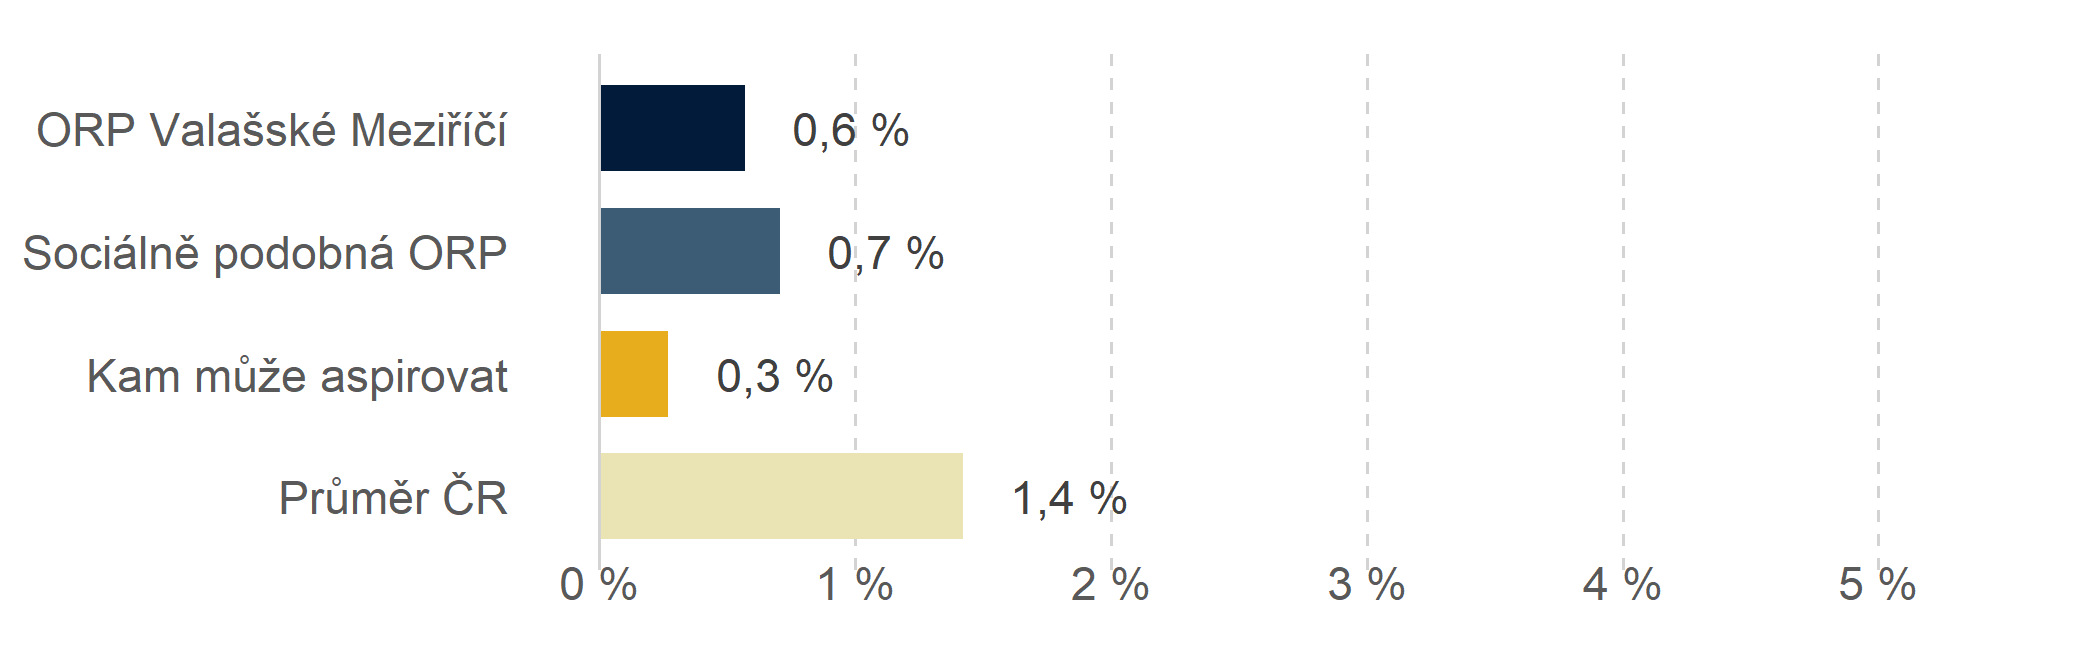 ORP Valašské Meziříčí
0,6 %
Sociálně podobná ORP
0,7 %
Kam může aspirovat
0,3 %
Průměr ČR
1,4 %
0 % 1 % 2 % 3 % 4 % 5 %